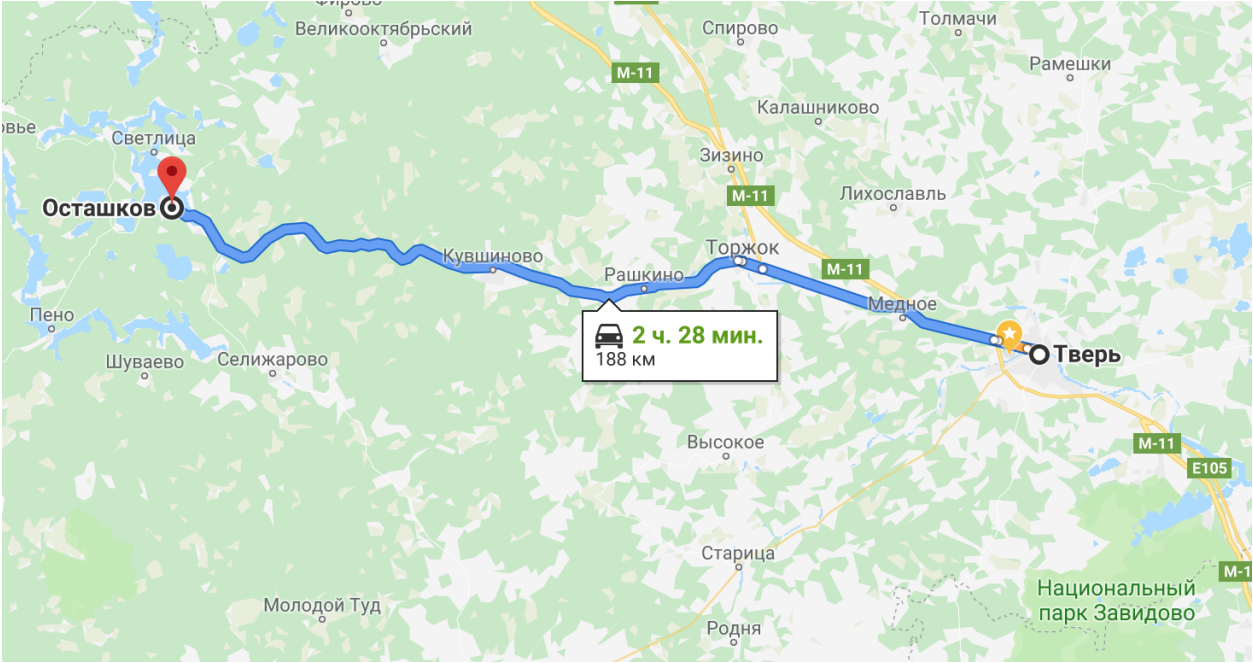 Фирово
Великооктябрьский
Спирово
Толмачи
Рамешки
М-11
Калашниково
овье
Светлица
Зизино
М-11
Лихославль
Осташков
Кувшиново
Торжок
Рашкино
М-11
Медное
Пено
2 ч. 28 мин.
188 км
Тверь
Шуваево
Селижарово
Высокое
М-11
E105
Старица
М-1
Национальный
парк Завидово
Молодой Туд
Родня